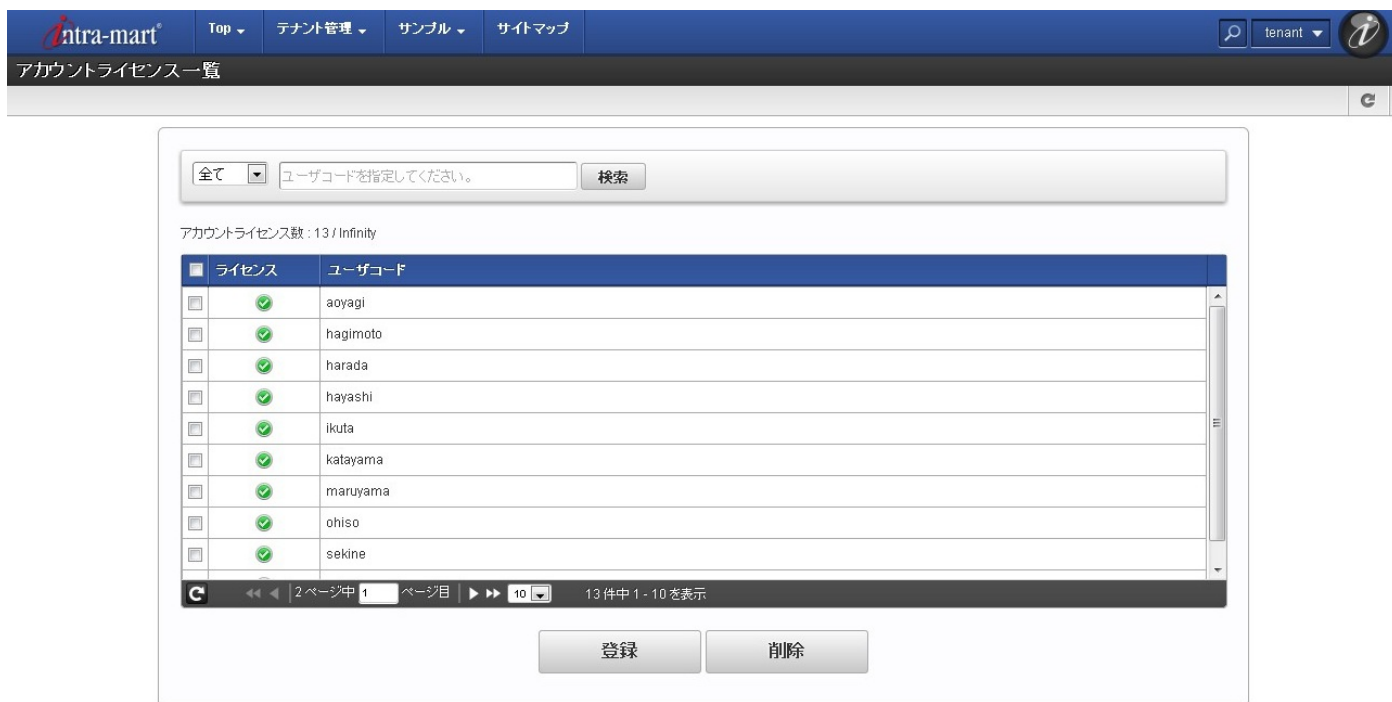 intra-mart® Top テナント管理 サンプル サイトマップ tenant
アカウントライセンス一覧
全て ユーザコードを指定してください。 検索
アカウントライセンス数 : 13 / Infinity
ライセンス ユーザコード
aoyagi
hagimoto
harada
hayashi
ikuta
katayama
maruyama
ohiso
sekine
2 ページ中 1 ページ目 10 13 件中 1 - 10 を表示
登録 削除